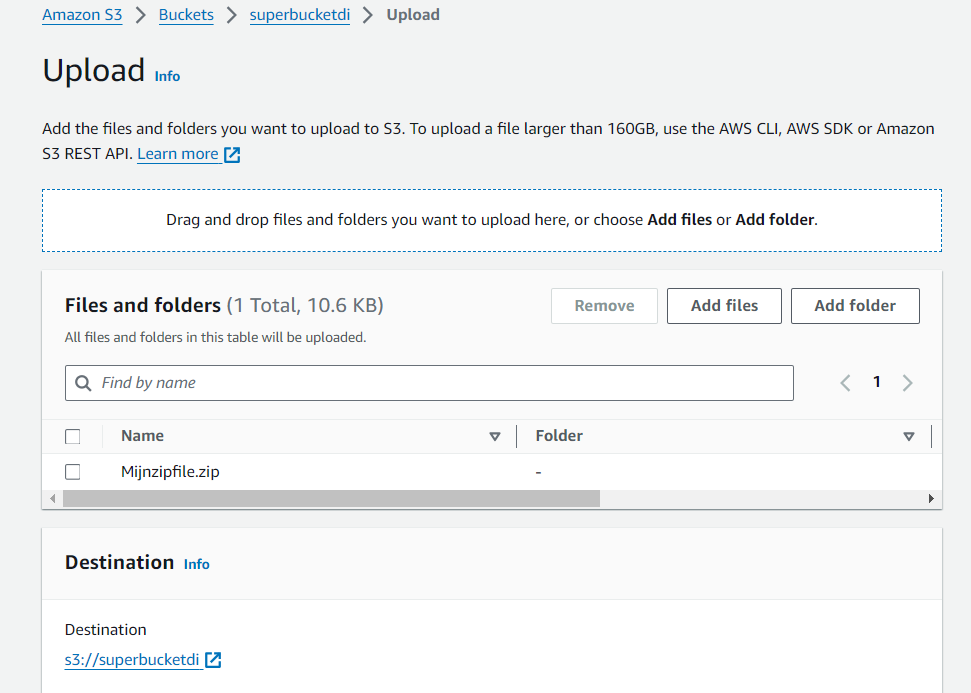 Amazon S3 > Buckets > superbucketdi > Upload
Upload Info
Add the files and folders you want to upload to S3. To upload a file larger than 160GB, use the AWS CLI, AWS SDK or Amazon
S3 REST API. Learn more
Drag and drop files and folders you want to upload here, or choose Add files or Add folder.
Files and folders (1 Total, 10.6 KB)
Remove Add files Add folder
All files and folders in this table will be uploaded.
Find by name
1
Name Folder
Mijnzipfile.zip -
Destination Info
Destination
s3://superbucketdi